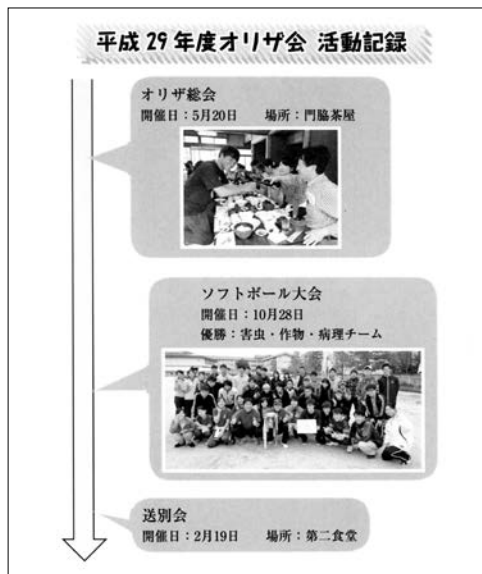 平成29年度オリザ会 活動記録
オリザ総会
開催日：5月20日 場所：門脇茶屋
ソフトボール大会
開催日：10月28日
優勝：害虫・作物・病理チーム
送別会
開催日：2月19日 場所：第二食堂